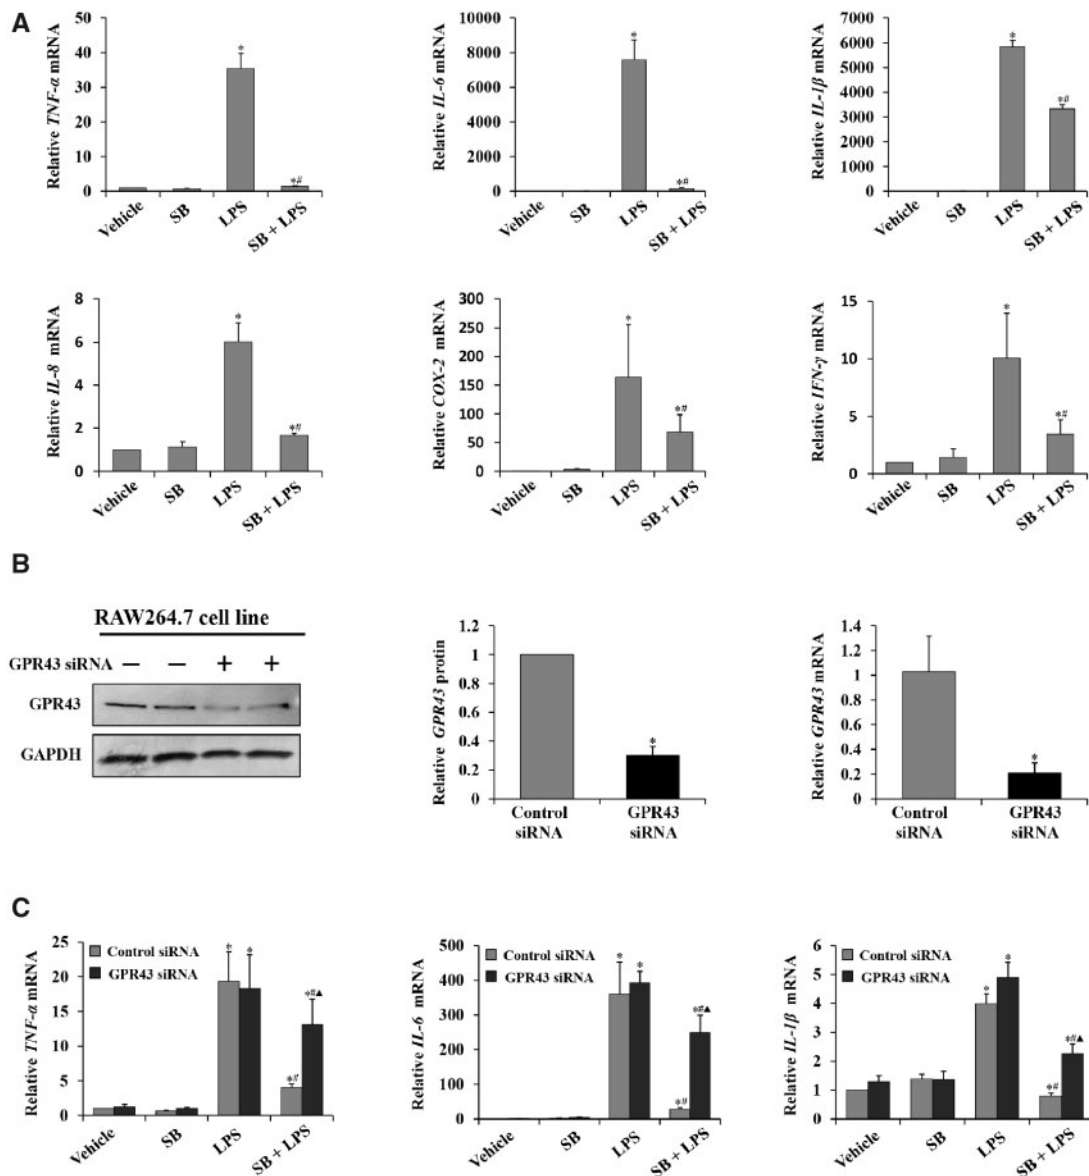 A
Relative TNF-α mRNA
50
40
30
20
10
0
*
*#
Vehicle
SB
LPS
SB + LPS
Relative IL-6 mRNA
10000
8000
6000
4000
2000
0
*
*#
Vehicle
SB
LPS
SB + LPS
Relative IL-1β mRNA
7000
6000
5000
4000
3000
2000
1000
0
*
*#
Vehicle
SB
LPS
SB + LPS
Relative IL-8 mRNA
8
6
4
2
0
*
*#
Vehicle
SB
LPS
SB + LPS
Relative COX-2 mRNA
300
250
200
150
100
50
0
*
*#
Vehicle
SB
LPS
SB + LPS
Relative IFN-γ mRNA
15
10
5
0
*
*#
Vehicle
SB
LPS
SB + LPS
B
RAW264.7 cell line
GPR43 siRNA — — + +
GPR43
GAPDH
Relative GPR43 protin
1.2
1
0.8
0.6
0.4
0.2
0
*
Control
siRNA
GPR43
siRNA
Relative GPR43 mRNA
1.4
1.2
1
0.8
0.6
0.4
0.2
0
*
Control
siRNA
GPR43
siRNA
C
Relative TNF-α mRNA
25
20
15
10
5
0
Control siRNA
GPR43 siRNA
* *
*#
*#▲
Vehicle
SB
LPS
SB + LPS
Relative IL-6 mRNA
500
400
300
200
100
0
Control siRNA
GPR43 siRNA
* *
*#
*#▲
Vehicle
SB
LPS
SB + LPS
Relative IL-1β mRNA
6
5
4
3
2
1
0
Control siRNA
GPR43 siRNA
* *
*#
*#▲
Vehicle
SB
LPS
SB + LPS